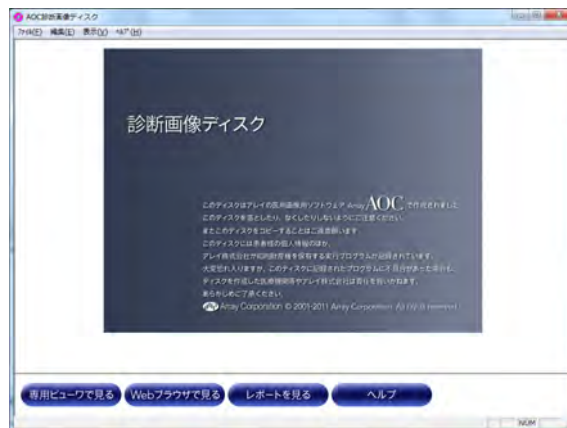 AOC診断画像ディスク
ファイル(F) 編集(E) 表示(V) ヘルプ(H)
診断画像ディスク
このディスクはアレイの医用画像用ソフトウェア Array AOC で作成されました
このディスクを落としたり、なくしたりしないようにご注意ください。
またこのディスクをコピーすることはご遠慮願います。
このディスクには患者様の個人情報のほか、
アレイ株式会社が知的財産権を保有する実行プログラムが記録されています。
大変恐れ入りますが、このディスクに記録されたプログラムに不具合があった場合も、
ディスクを作成した医療機関等やアレイ株式会社は責任を負いかねます。
あらかじめご了承ください。
Array Corporation © 2001-2011 Array Corporation. All rights reserved.
専用ビューワで見る Webブラウザで見る レポートを見る ヘルプ
NUM